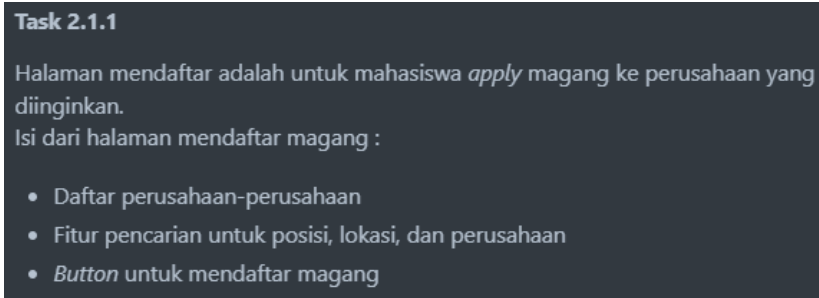 Task 2.1.1
Halaman mendaftar adalah untuk mahasiswa apply magang ke perusahaan yang
diinginkan.
Isi dari halaman mendaftar magang :
• Daftar perusahaan-perusahaan
• Fitur pencarian untuk posisi, lokasi, dan perusahaan
• Button untuk mendaftar magang